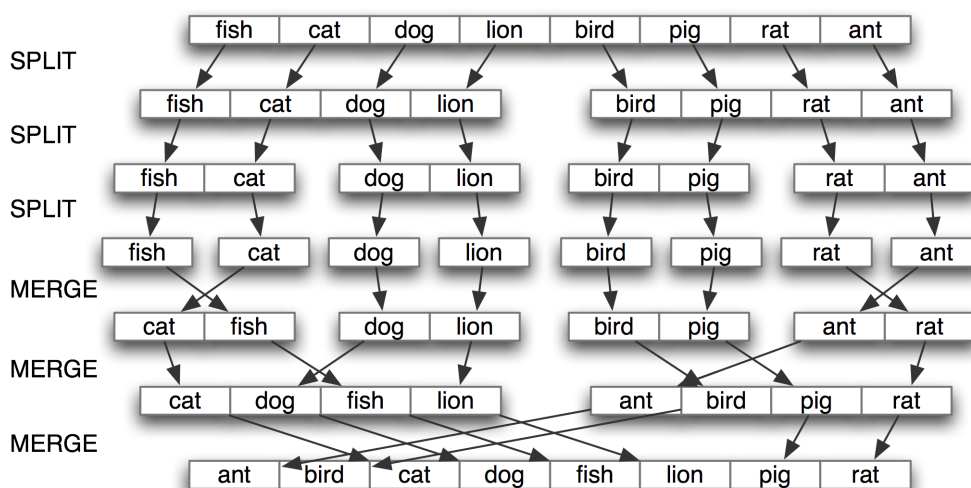 fish cat dog lion bird pig rat ant
SPLIT
fish cat dog lion bird pig rat ant
SPLIT
fish cat dog lion bird pig rat ant
SPLIT
fish cat dog lion bird pig rat ant
MERGE
cat fish dog lion bird pig ant rat
MERGE
cat dog fish lion ant bird pig rat
MERGE
ant bird cat dog fish lion pig rat